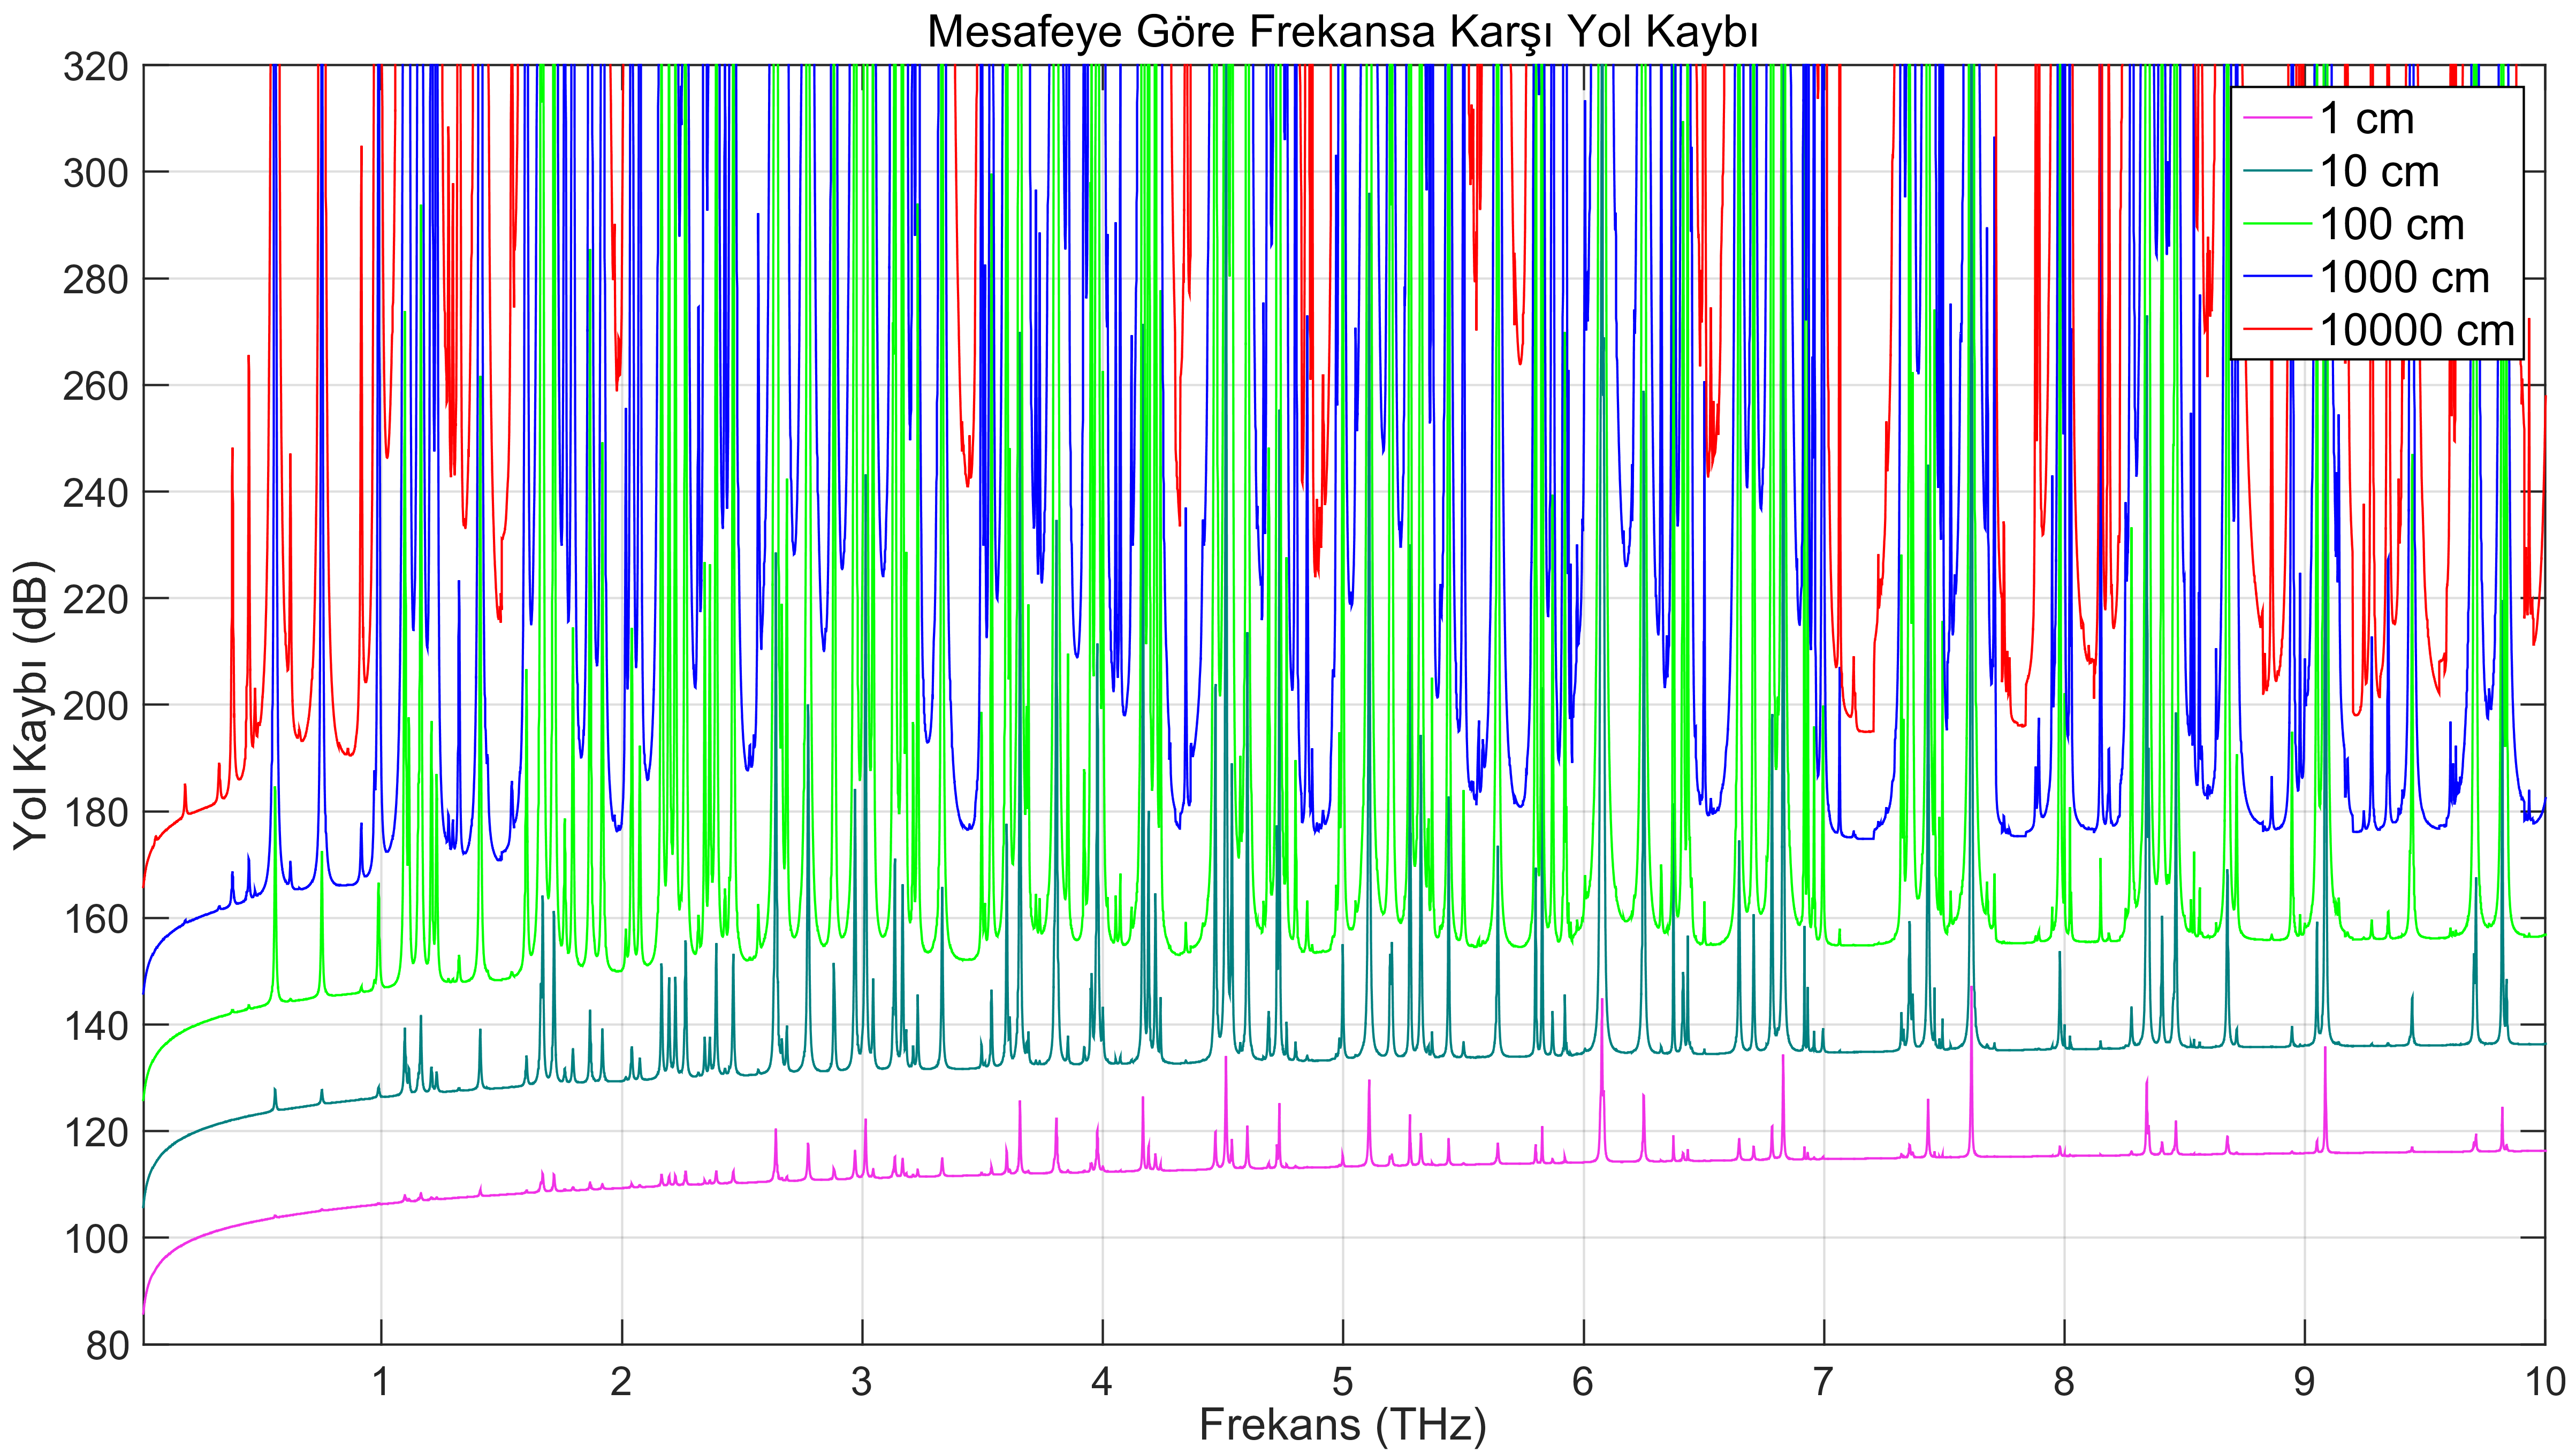 Mesafeye Göre Frekansa Karşı Yol Kaybı
320
300
280
260
240
220
200
180
160
140
120
100
80
Yol Kaybı (dB)
1 cm
10 cm
100 cm
1000 cm
10000 cm
1 2 3 4 5 6 7 8 9 10
Frekans (THz)